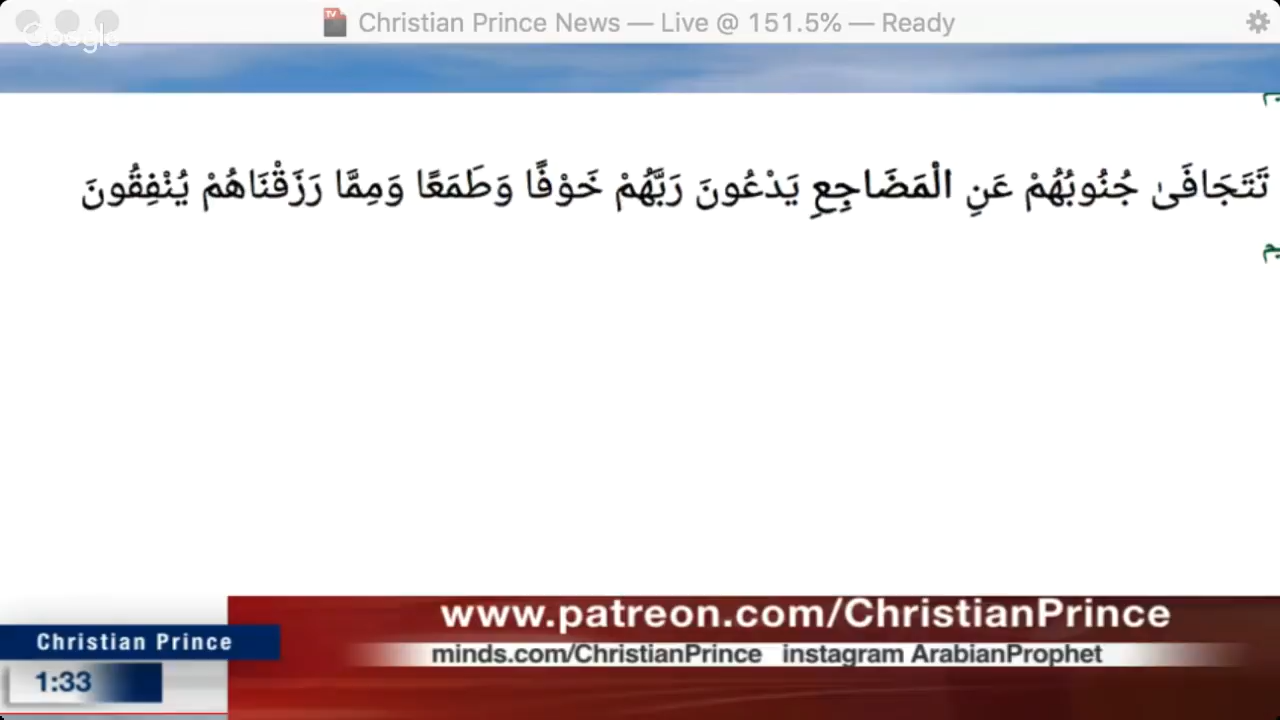 Google
Christian Prince News — Live @ 151.5% — Ready
تَتَجَافَىٰ جُنُوبُهُمْ عَنِ الْمَضَاجِعِ يَدْعُونَ رَبَّهُمْ خَوْفًا وَطَمَعًا وَمِمَّا رَزَقْنَاهُمْ يُنْفِقُونَ
www.patreon.com/ChristianPrince
Christian Prince
minds.com/ChristianPrince instagram ArabianProphet
1:33